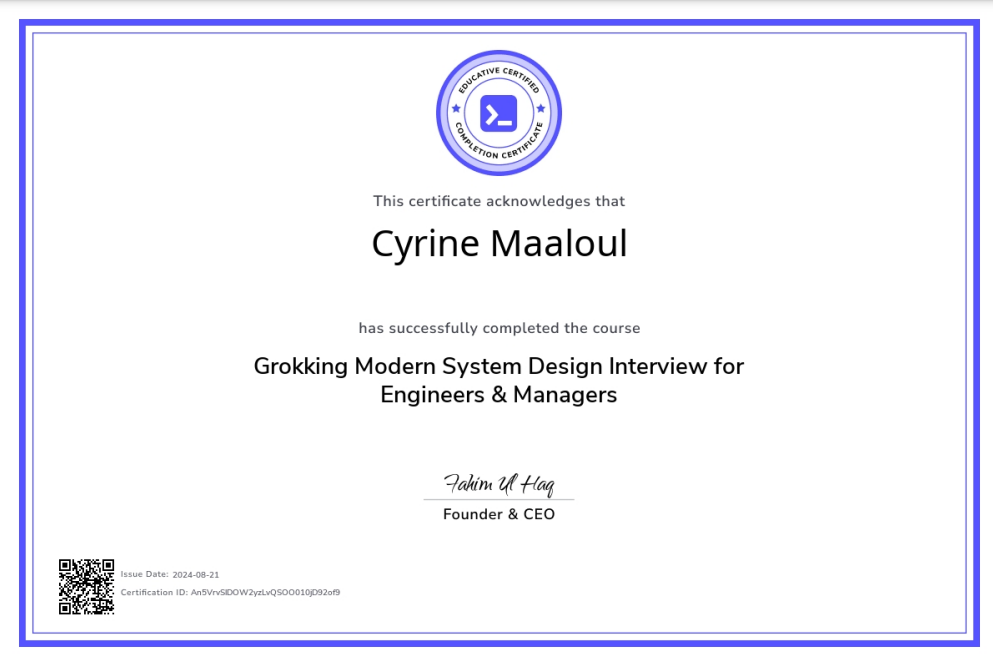 EDUCATIVE CERTIFIED
COMPLETION CERTIFICATE
This certificate acknowledges that
Cyrine Maaloul
has successfully completed the course
Grokking Modern System Design Interview for
Engineers & Managers
Fahim Ul Haq
Founder & CEO
Issue Date: 2024-08-21
Certification ID: